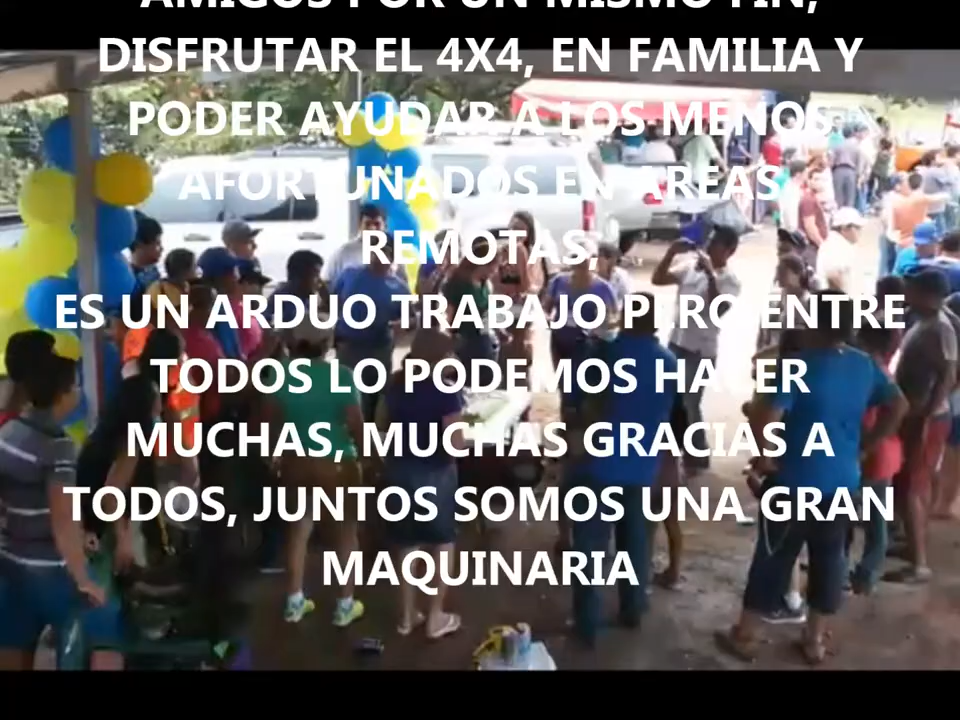 AMIGOS POR UN MISMO FIN,
DISFRUTAR EL 4X4, EN FAMILIA Y
PODER AYUDAR A LOS MENOS
AFORTUNADOS EN AREAS
REMOTAS,
ES UN ARDUO TRABAJO PERO ENTRE
TODOS LO PODEMOS HACER
MUCHAS, MUCHAS GRACIAS A
TODOS, JUNTOS SOMOS UNA GRAN
MAQUINARIA